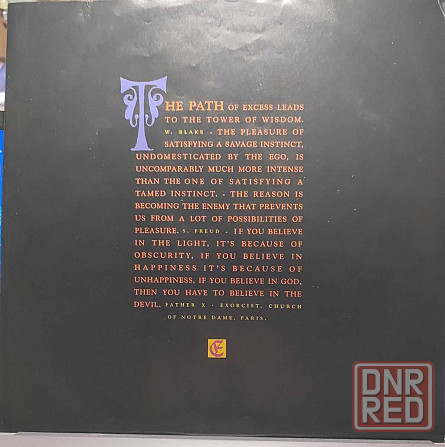 THE PATH OF EXCESS LEADS
TO THE TOWER OF WISDOM.
W. BLAKE · THE PLEASURE OF
SATISFYING A SAVAGE INSTINCT,
UNDOMESTICATED BY THE EGO, IS
UNCOMPARABLY MUCH MORE INTENSE
THAN THE ONE OF SATISFYING A
TAMED INSTINCT. · THE REASON IS
BECOMING THE ENEMY THAT PREVENTS
US FROM A LOT OF POSSIBILITIES OF
PLEASURE. S. FREUD . IF YOU BELIEVE
IN THE LIGHT, IT'S BECAUSE OF
OBSCURITY, IF YOU BELIEVE IN
HAPPINESS IT'S BECAUSE OF
UNHAPPINESS, IF YOU BELIEVE IN GOD,
THEN YOU HAVE TO BELIEVE IN THE
DEVIL. FATHER X · EXORCIST, CHURCH
OF NOTRE DAME, PARIS.
DNR
RED